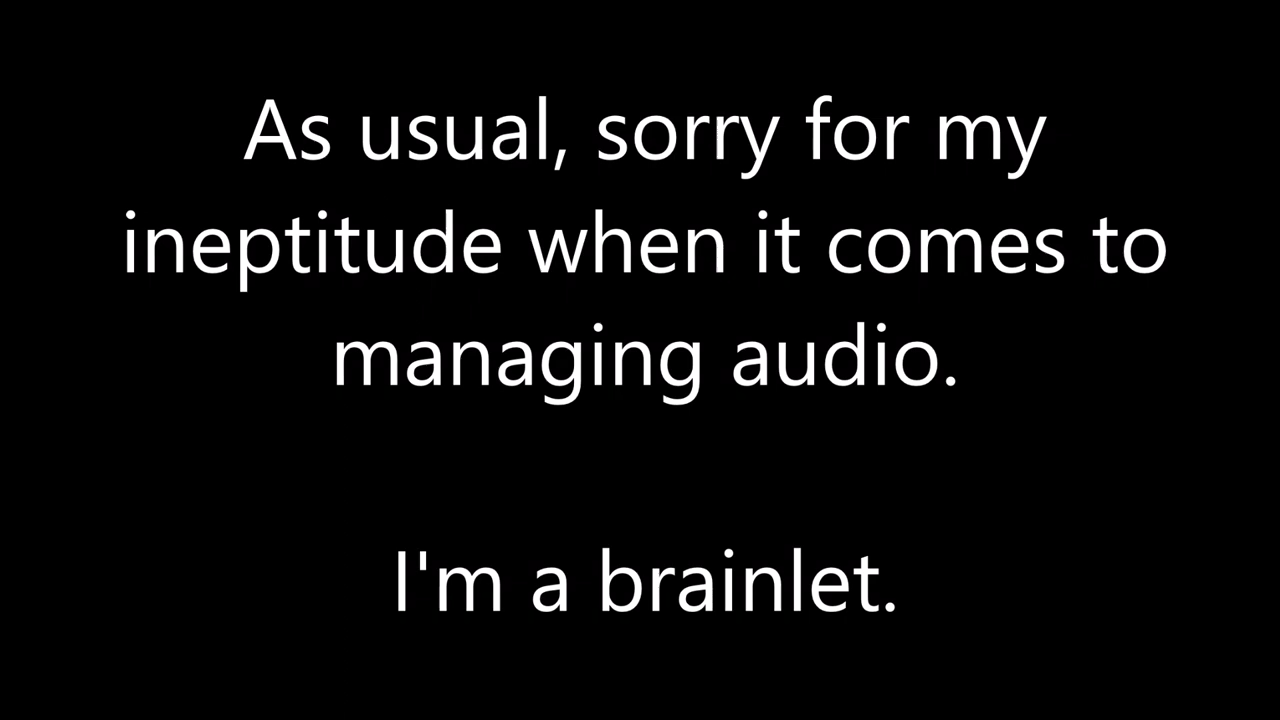 As usual, sorry for my
ineptitude when it comes to
managing audio.
I'm a brainlet.